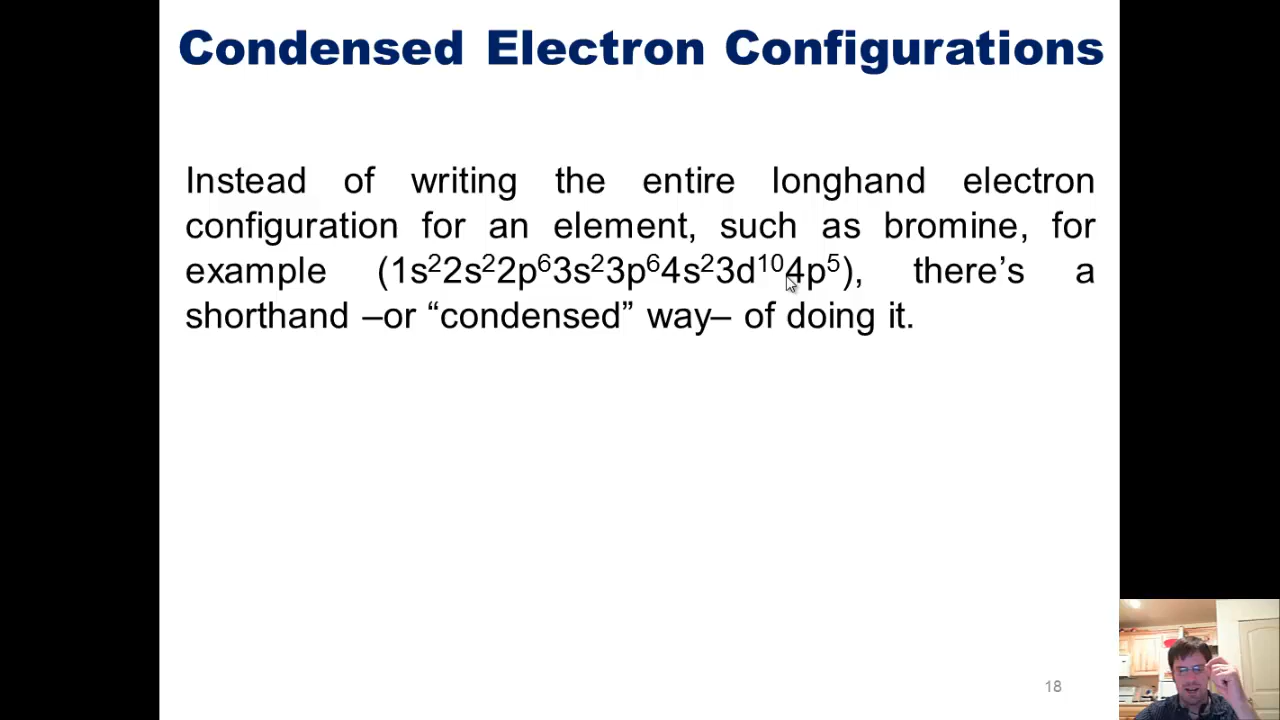 Condensed Electron Configurations
Instead of writing the entire longhand electron
configuration for an element, such as bromine, for
example (1s²2s²2p⁶3s²3p⁶4s²3d¹⁰4p⁵), there’s a
shorthand –or “condensed” way– of doing it.
18